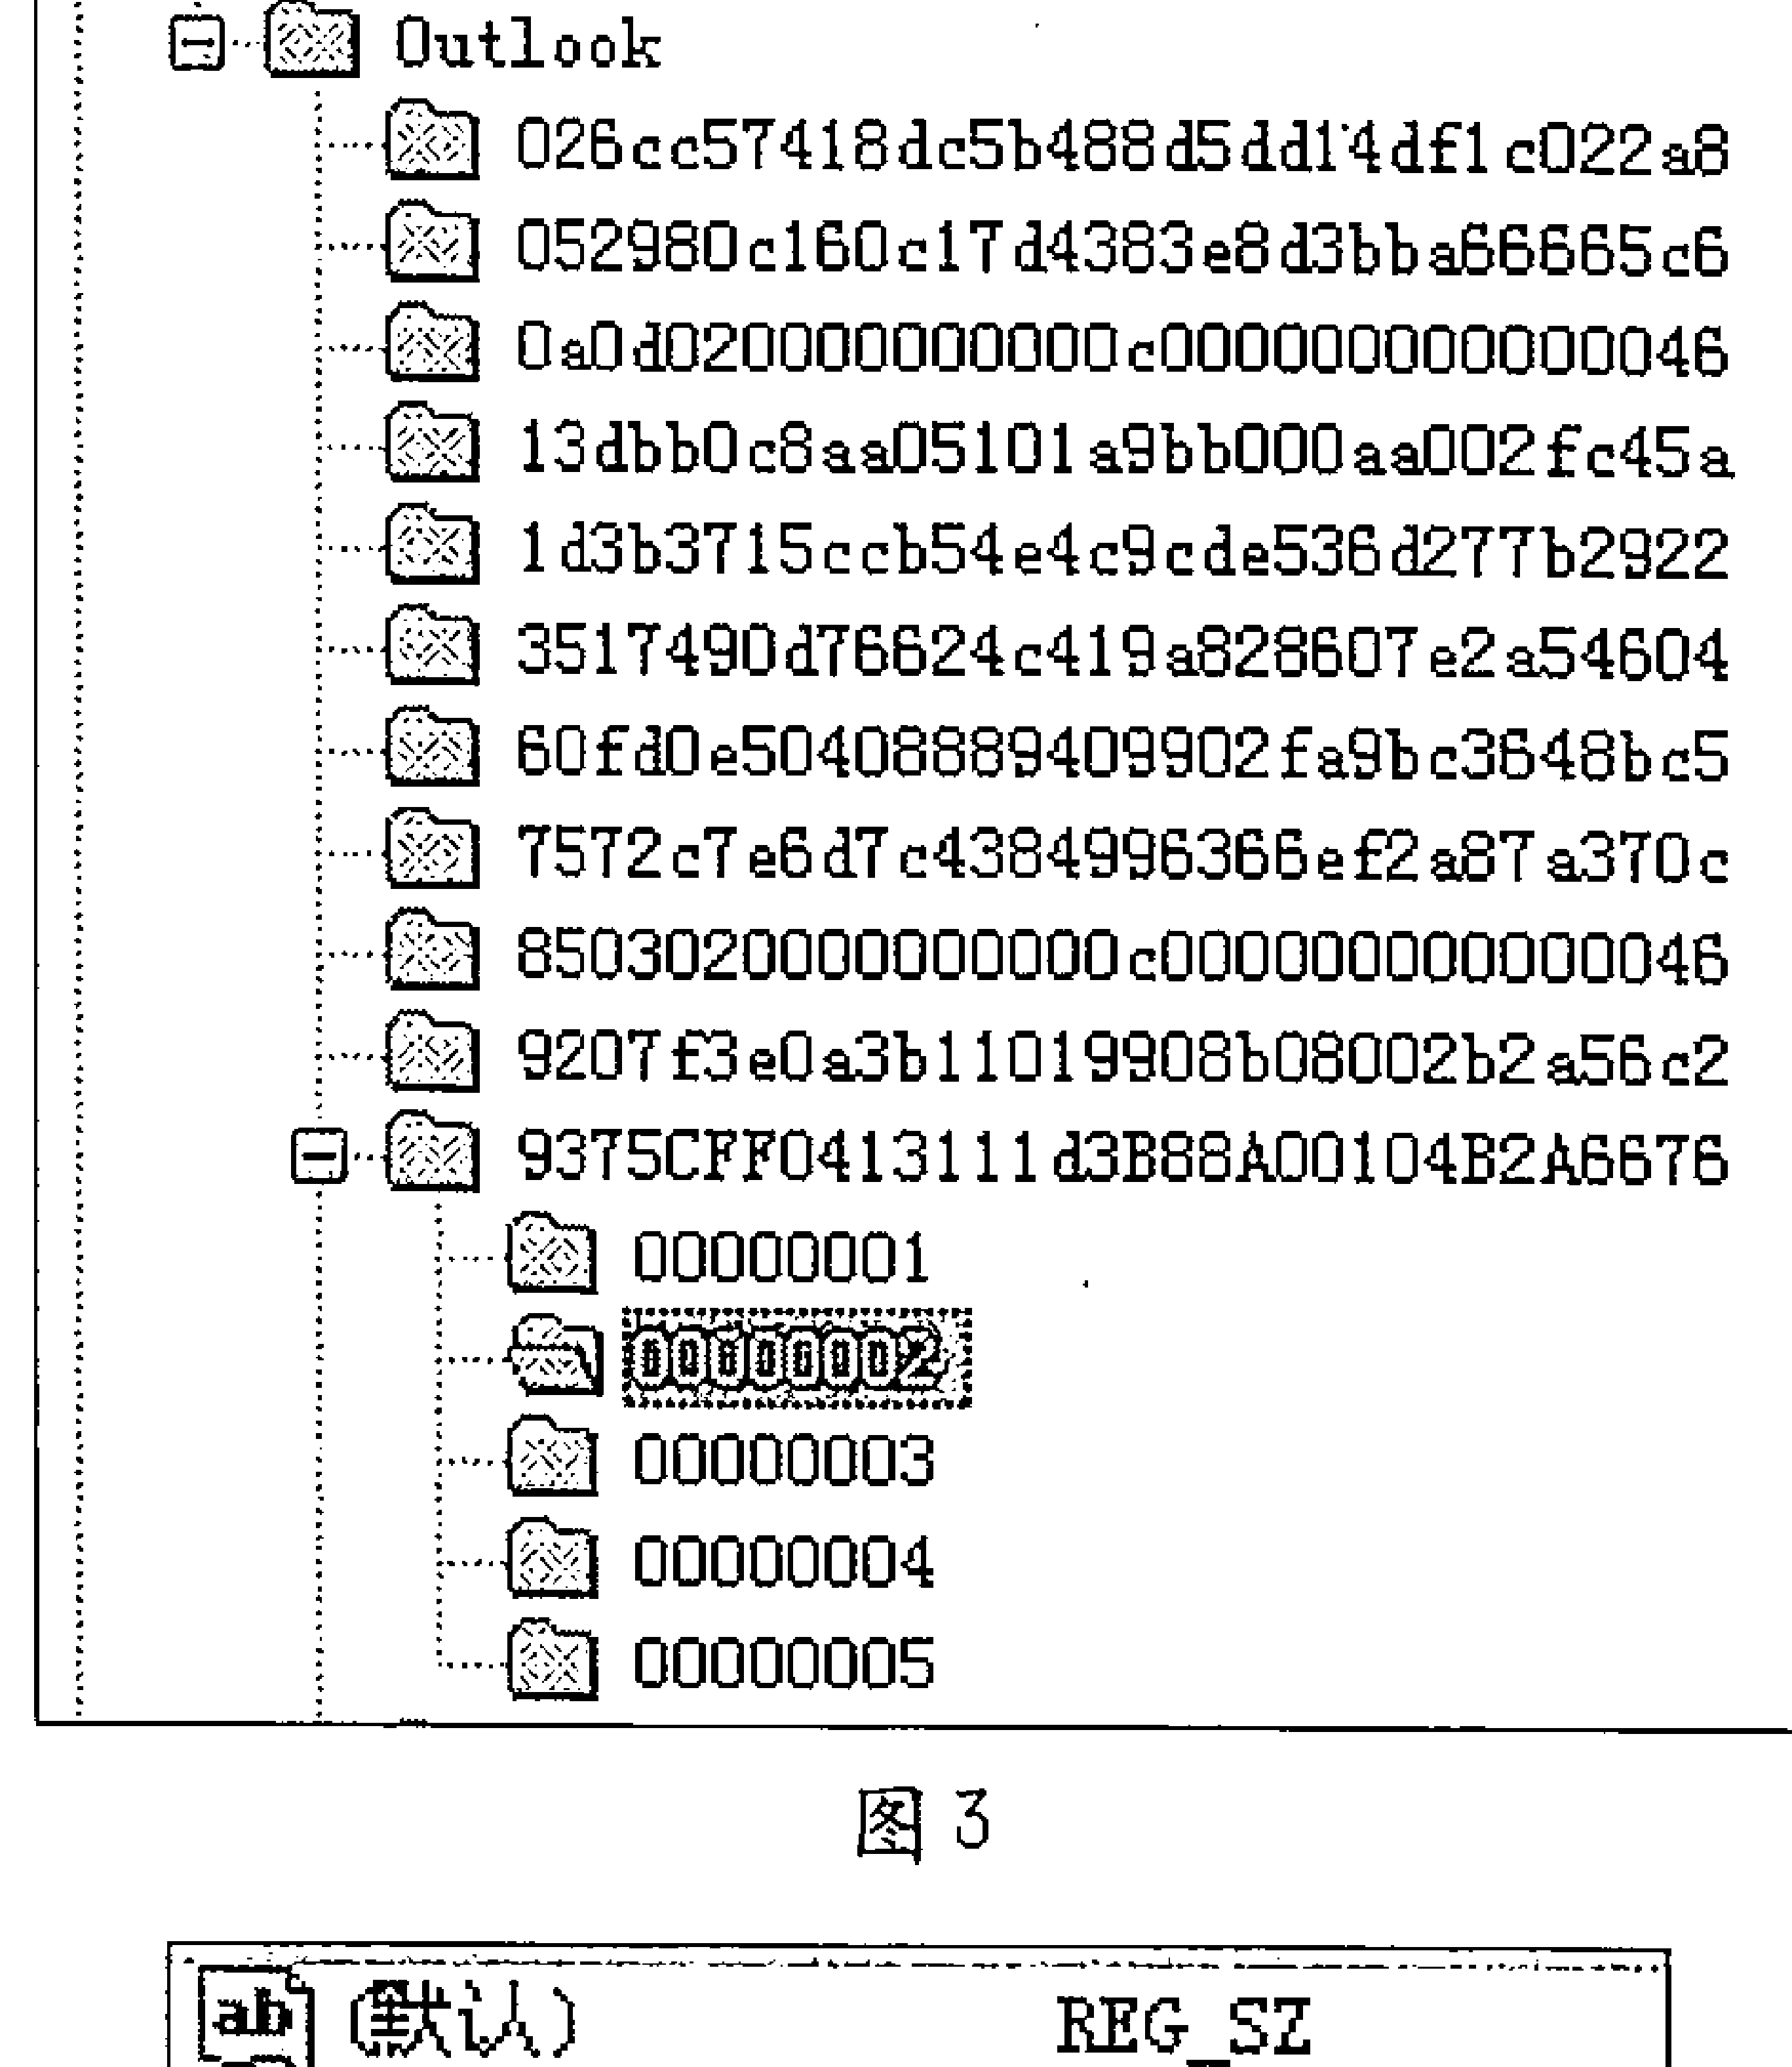 Outlook
026cc57418dc5b488d5dd14df1c022a8
052980c160c17d4383e8d3bba66665c6
0a0d020000000000c000000000000046
13dbb0c8aa05101a9bb000aa002fc45a
1d3b3715ccb54e4c9cde536d277b2922
3517490d76624c419a828607e2a54604
60fd0e50408889409902fa9bc3648bc5
7572c7e6d7c4384996366ef2a87a370c
8503020000000000c000000000000046
9207f3e0a3b11019908b08002b2a56c2
9375CFF0413111d3B88A00104B2A6676
00000001
00000002
00000003
00000004
00000005
图 3
ab (默认) REG_SZ